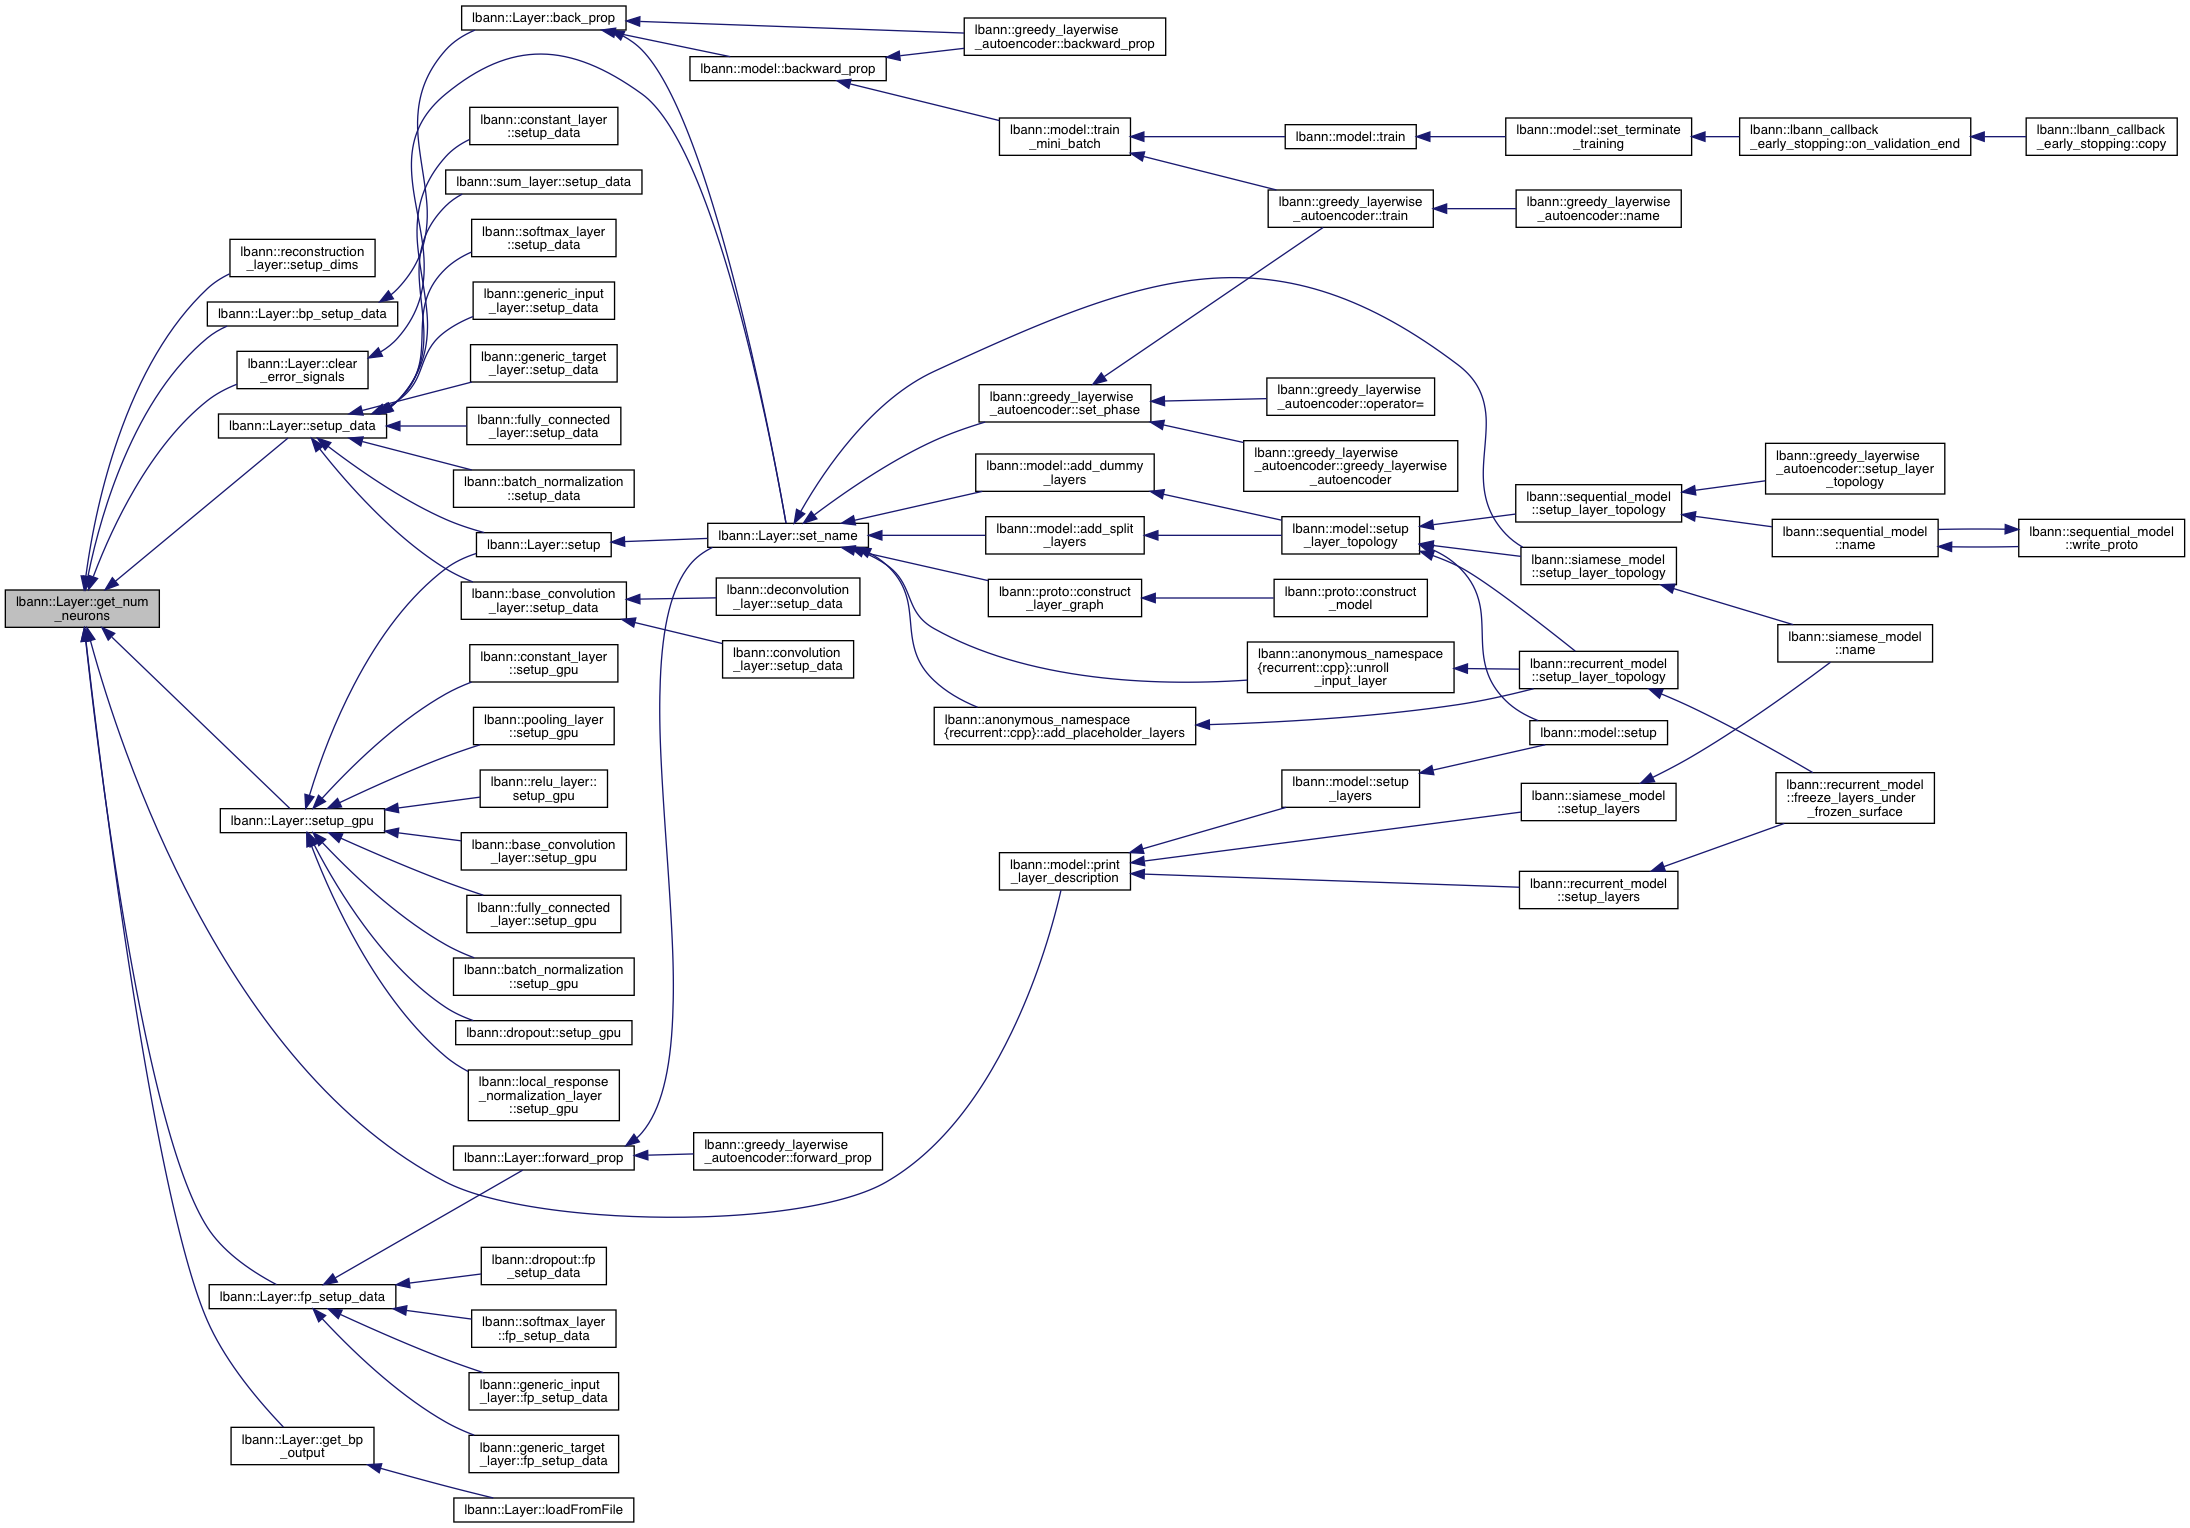 lbann::Layer::get_num
_neurons
lbann::reconstruction
_layer::setup_dims
lbann::Layer::bp_setup_data
lbann::Layer::clear
_error_signals
lbann::Layer::setup_data
lbann::Layer::setup_gpu
lbann::Layer::fp_setup_data
lbann::Layer::get_bp
_output
lbann::Layer::back_prop
lbann::constant_layer
::setup_data
lbann::sum_layer::setup_data
lbann::softmax_layer
::setup_data
lbann::generic_input
_layer::setup_data
lbann::generic_target
_layer::setup_data
lbann::fully_connected
_layer::setup_data
lbann::batch_normalization
::setup_data
lbann::Layer::setup
lbann::base_convolution
_layer::setup_data
lbann::constant_layer
::setup_gpu
lbann::pooling_layer
::setup_gpu
lbann::relu_layer::
setup_gpu
lbann::base_convolution
_layer::setup_gpu
lbann::fully_connected
_layer::setup_gpu
lbann::batch_normalization
::setup_gpu
lbann::dropout::setup_gpu
lbann::local_response
_normalization_layer
::setup_gpu
lbann::Layer::forward_prop
lbann::dropout::fp
_setup_data
lbann::softmax_layer
::fp_setup_data
lbann::generic_input
_layer::fp_setup_data
lbann::generic_target
_layer::fp_setup_data
lbann::Layer::loadFromFile
lbann::model::backward_prop
lbann::Layer::set_name
lbann::deconvolution
_layer::setup_data
lbann::convolution
_layer::setup_data
lbann::greedy_layerwise
_autoencoder::forward_prop
lbann::greedy_layerwise
_autoencoder::backward_prop
lbann::model::train
_mini_batch
lbann::greedy_layerwise
_autoencoder::set_phase
lbann::model::add_dummy
_layers
lbann::model::add_split
_layers
lbann::proto::construct
_layer_graph
lbann::anonymous_namespace
{recurrent::cpp}::add_placeholder_layers
lbann::model::print
_layer_description
lbann::model::train
lbann::greedy_layerwise
_autoencoder::train
lbann::greedy_layerwise
_autoencoder::operator=
lbann::greedy_layerwise
_autoencoder::greedy_layerwise
_autoencoder
lbann::model::setup
_layer_topology
lbann::proto::construct
_model
lbann::anonymous_namespace
{recurrent::cpp}::unroll
_input_layer
lbann::model::setup
_layers
lbann::model::set_terminate
_training
lbann::greedy_layerwise
_autoencoder::name
lbann::sequential_model
::setup_layer_topology
lbann::siamese_model
::setup_layer_topology
lbann::recurrent_model
::setup_layer_topology
lbann::model::setup
lbann::siamese_model
::setup_layers
lbann::recurrent_model
::setup_layers
lbann::lbann_callback
_early_stopping::on_validation_end
lbann::greedy_layerwise
_autoencoder::setup_layer
_topology
lbann::sequential_model
::name
lbann::siamese_model
::name
lbann::recurrent_model
::freeze_layers_under
_frozen_surface
lbann::lbann_callback
_early_stopping::copy
lbann::sequential_model
::write_proto